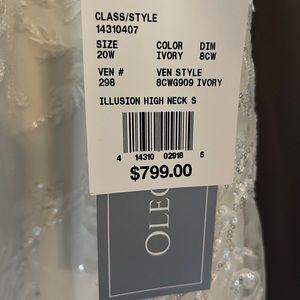 CLASS/STYLE
14310407
SIZE COLOR DIM
20W IVORY 8CW
VEN # VEN STYLE
298 8CWG909 IVORY
ILLUSION HIGH NECK S
4 14310 02918 5
$799.00
OLEG